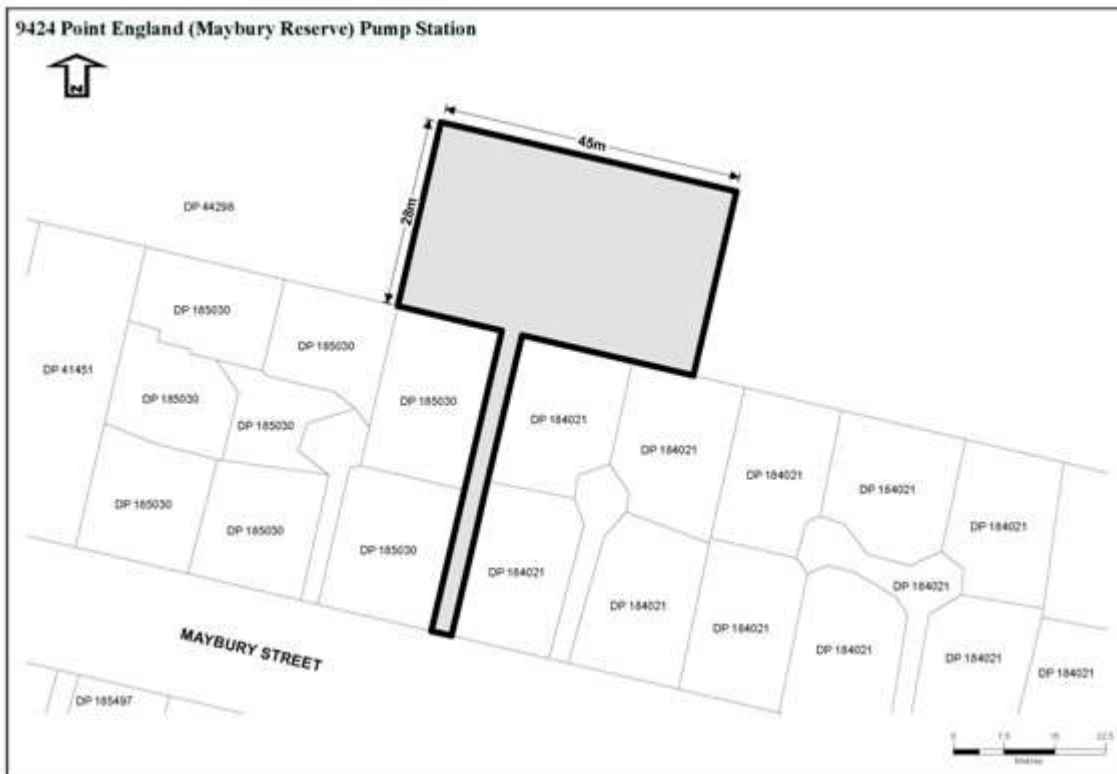 9424 Point England (Maybury Reserve) Pump Station
N
45m
28m
DP 44298
DP 185030
DP 185030
DP 41451
DP 185030
DP 185030
DP 185030
DP 184021
DP 184021
DP 184021
DP 184021
DP 185030
DP 185030
DP 185030
DP 184021
DP 184021
DP 184021
DP 184021
DP 184021
DP 184021
DP 184021
DP 184021
MAYBURY STREET
DP 185497
0 7.5 15 22.5
Metres